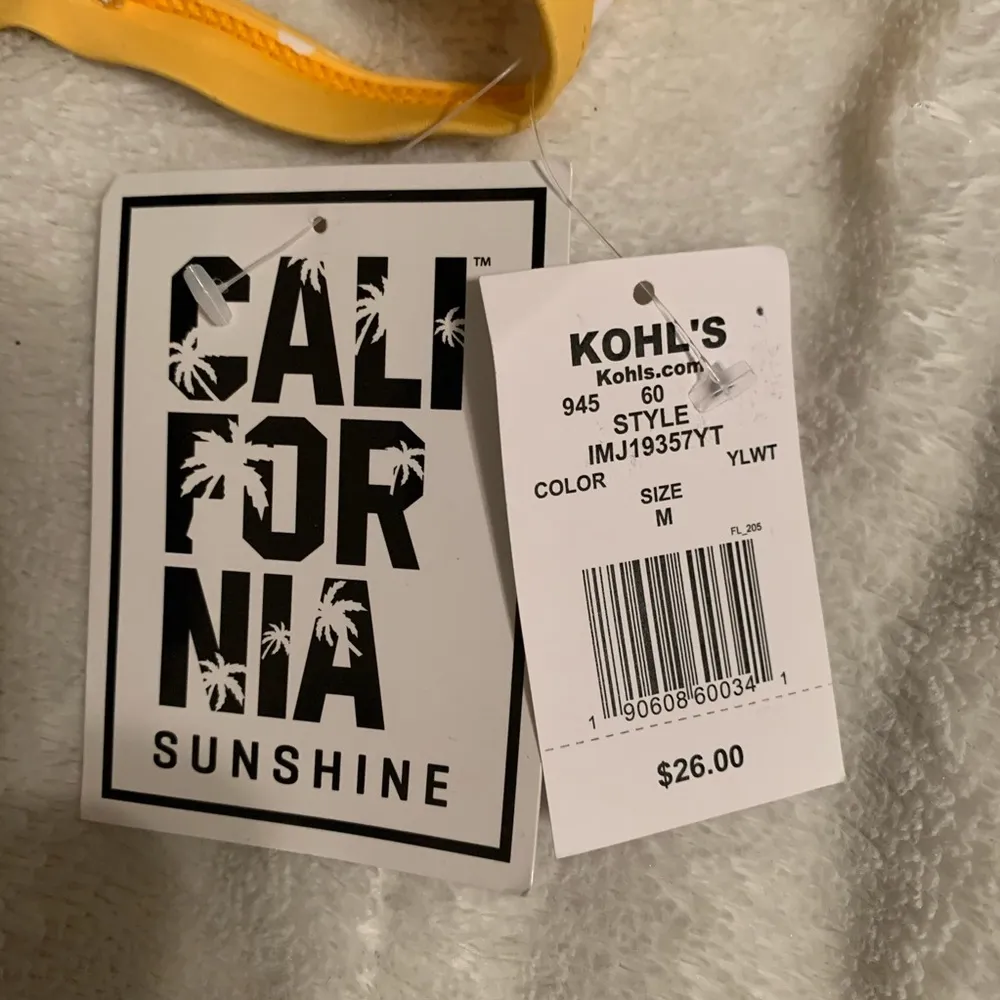 CALI™
FOR
NIA
SUNSHINE
KOHL'S
Kohls.com
945 60
STYLE
IMJ19357YT
COLOR YLWT
SIZE
M
FL_205
1 90608 60034 1
$26.00